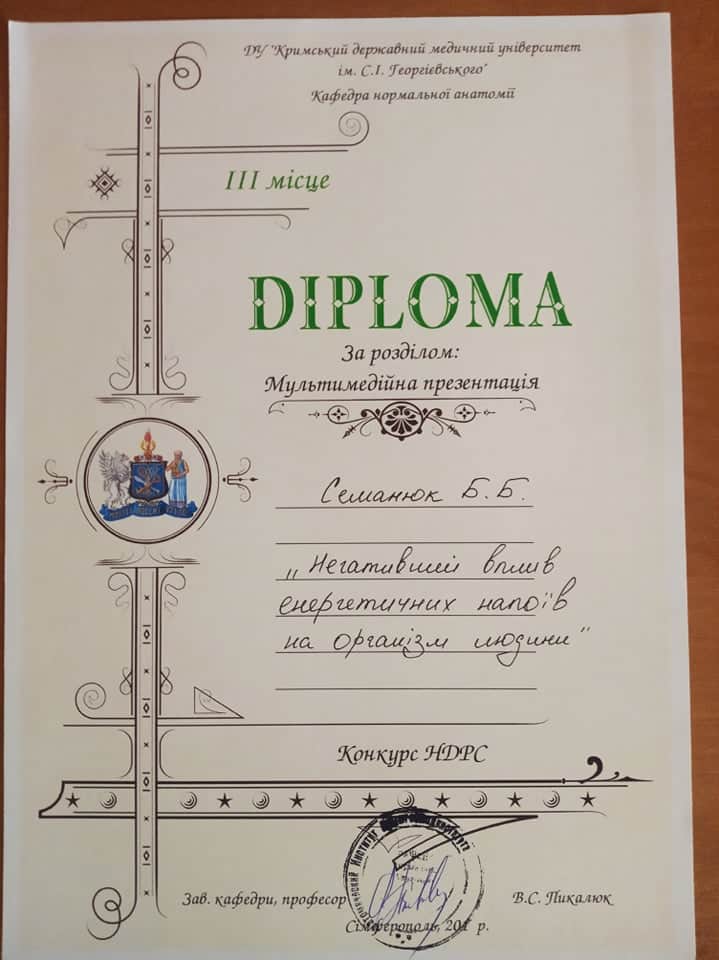 ДУ "Кримський державний медичний університет
ім. С.І. Георгієвського"
Кафедра нормальної анатомії
III місце
DIPLOMA
За розділом:
Мультимедійна презентація
Семанюк Б.Б.
„Негативний вплив
енергетичних напоїв
на організм людини"
Конкурс НДРС
Зав. кафедри, професор
В.С. Пикалюк
Сімферополь, 201 р.